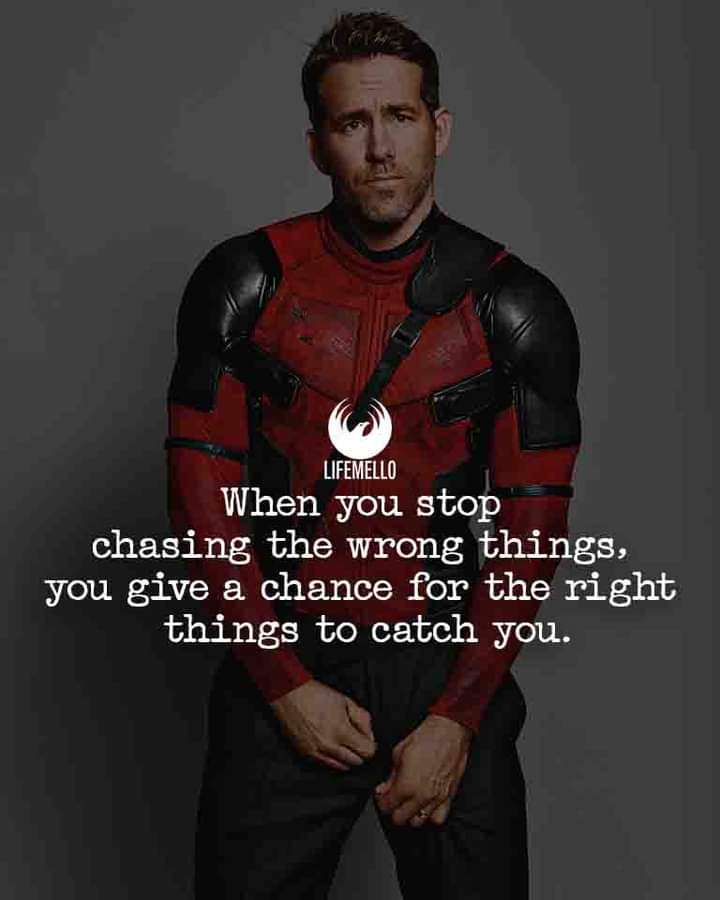 LIFEMELLO
When you stop
chasing the wrong things,
you give a chance for the right
things to catch you.